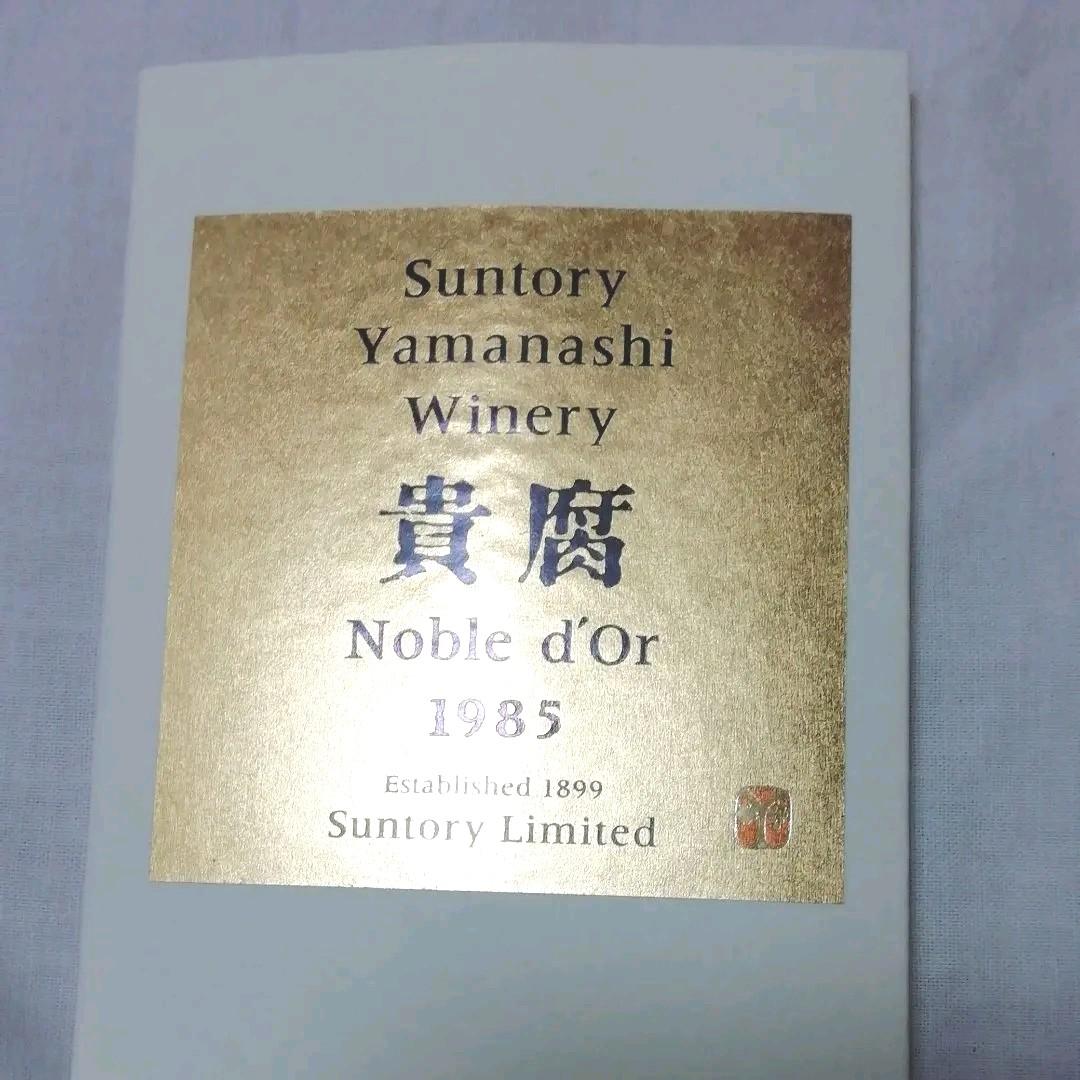 Suntory
Yamanashi
Winery
貴腐
Noble d'Or
1985
Established 1899
Suntory Limited